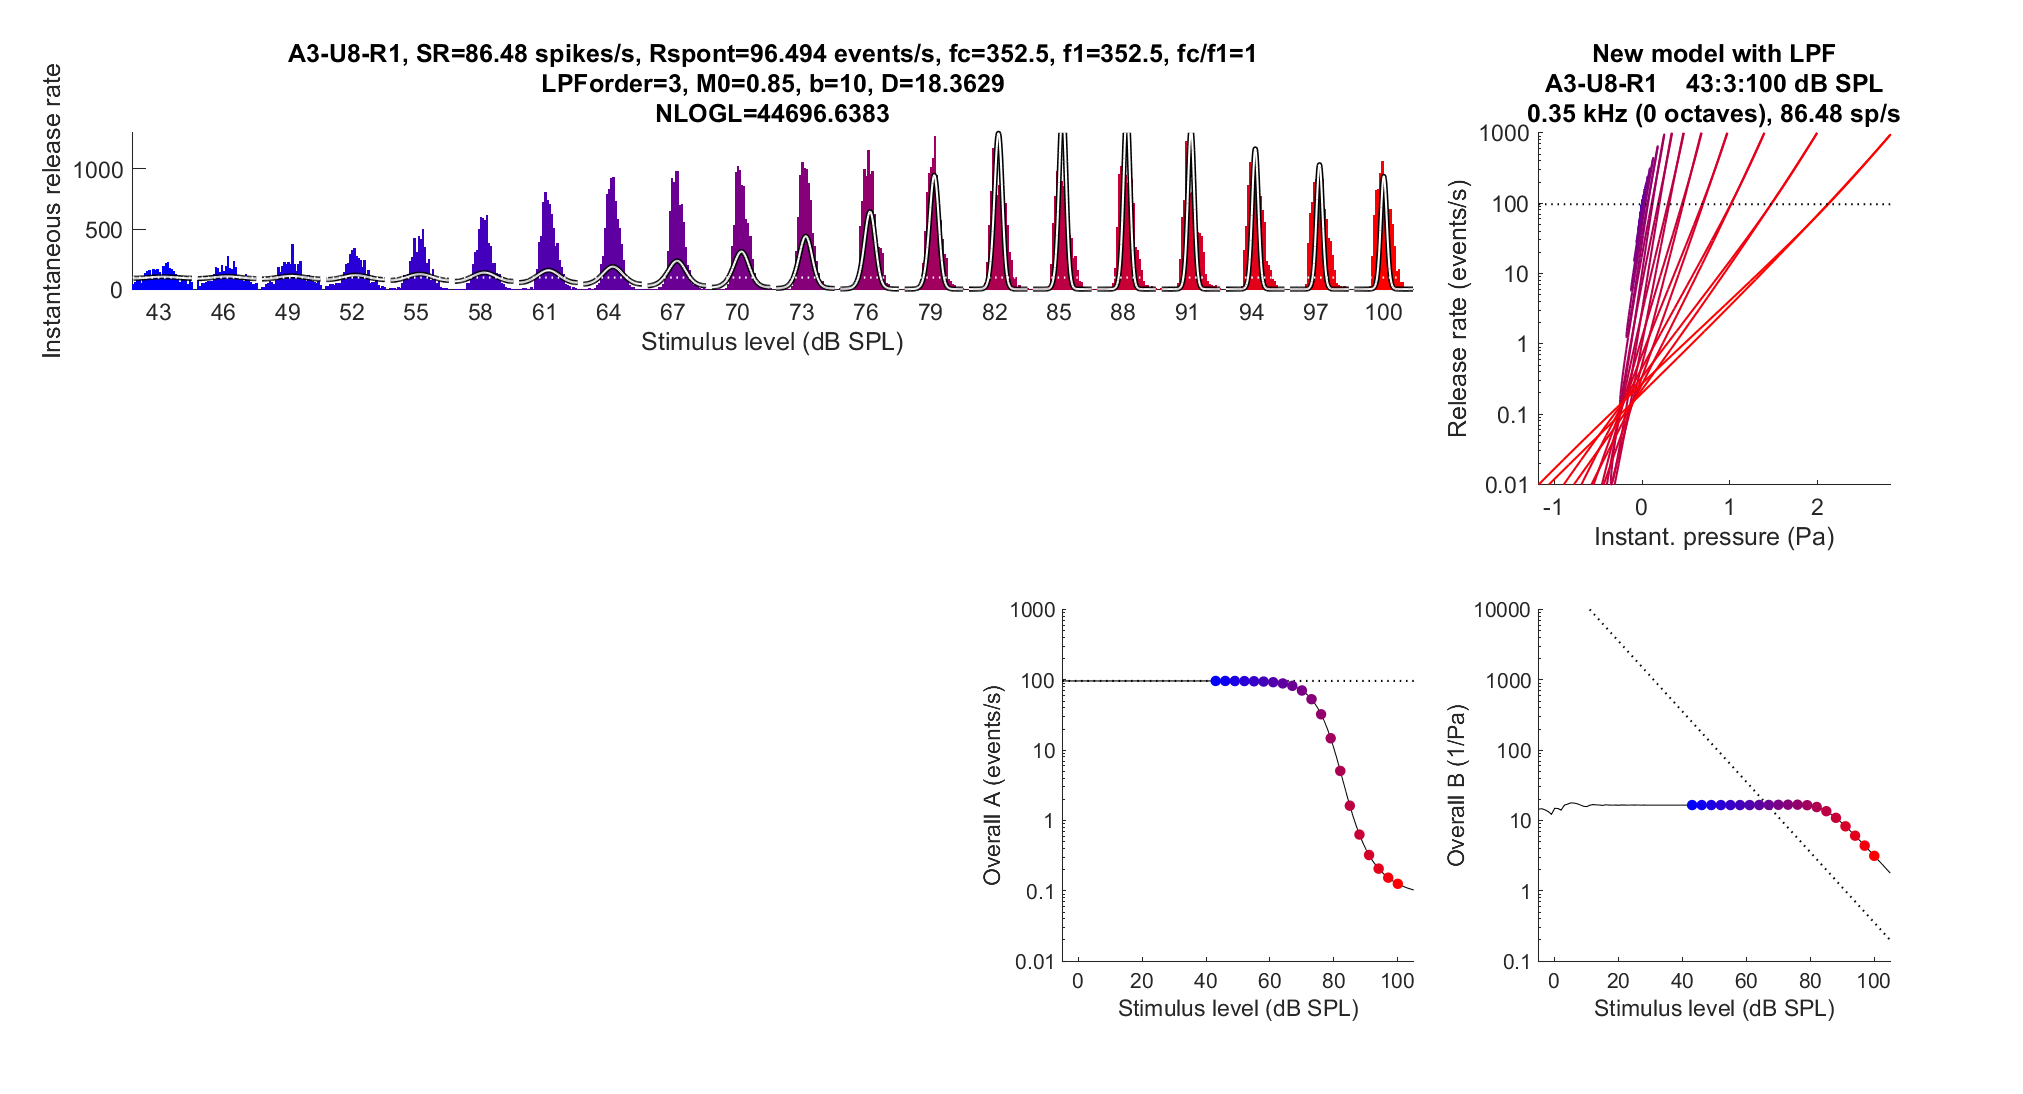 A3-U8-R1, SR=86.48 spikes/s, Rspont=96.494 events/s, fc=352.5, f1=352.5, fc/f1=1
LPForder=3, M0=0.85, b=10, D=18.3629
NLOGL=44696.6383
Instantaneous release rate
1000
500
0
43 46 49 52 55 58 61 64 67 70 73 76 79 82 85 88 91 94 97 100
Stimulus level (dB SPL)
New model with LPF
A3-U8-R1 43:3:100 dB SPL
0.35 kHz (0 octaves), 86.48 sp/s
Release rate (events/s)
1000
100
10
1
0.1
0.01
-1 0 1 2
Instant. pressure (Pa)
Overall A (events/s)
1000
100
10
1
0.1
0.01
0 20 40 60 80 100
Stimulus level (dB SPL)
Overall B (1/Pa)
10000
1000
100
10
1
0.1
0 20 40 60 80 100
Stimulus level (dB SPL)